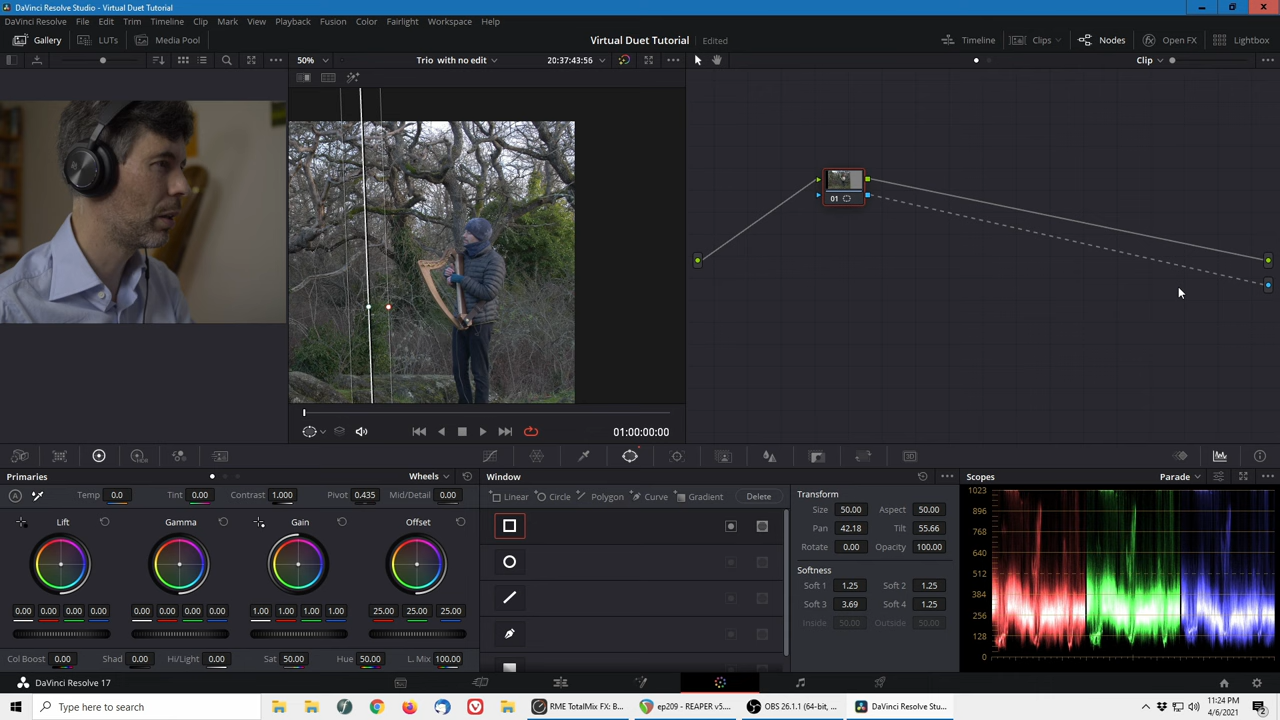 DaVinci Resolve Studio - Virtual Duet Tutorial
DaVinci Resolve File Edit Trim Timeline Clip Mark View Playback Fusion Color Fairlight Workspace Help
Gallery LUTs Media Pool Virtual Duet Tutorial Edited Timeline Clips Nodes Open FX Lightbox
50% Trio with no edit 20:37:43:56 Clip
01
01:00:00:00
Primaries Wheels Window Scopes Parade
Temp 0.0 Tint 0.00 Contrast 1.000 Pivot 0.435 Mid/Detail 0.00
Lift Gamma Gain Offset
0.00 0.00 0.00 0.00 0.00 0.00 0.00 0.00 1.00 1.00 1.00 1.00 25.00 25.00 25.00
Col Boost 0.00 Shad 0.00 Hi/Light 0.00 Sat 50.00 Hue 50.00 L. Mix 100.00
Linear Circle Polygon Curve Gradient Delete
Transform
Size 50.00 Aspect 50.00
Pan 42.18 Tilt 55.66
Rotate 0.00 Opacity 100.00
Softness
Soft 1 1.25 Soft 2 1.25
Soft 3 3.69 Soft 4 1.25
Inside 50.00 Outside 50.00
1023
896
768
640
512
384
256
128
0
DaVinci Resolve 17
Type here to search
RME TotalMix FX: B...
ep209 - REAPER v5....
OBS 26.1.1 (64-bit, ...
DaVinci Resolve Stu...
11:24 PM
4/6/2021
2